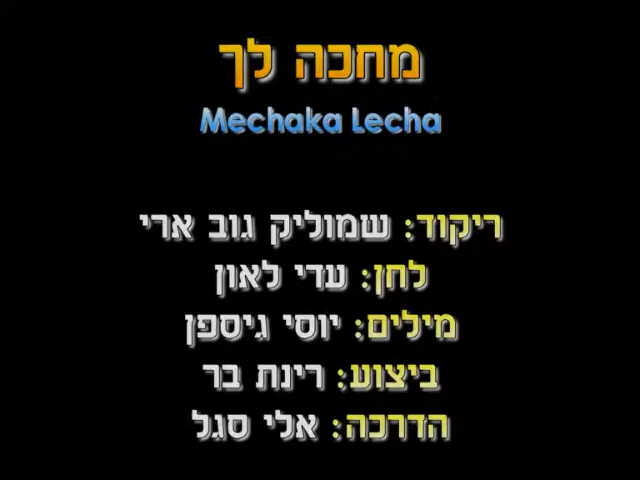 מחכה לך
Mechaka Lecha
ריקוד: שמוליק גוב ארי
לחן: עדי לאון
מילים: יוסי גיספן
ביצוע: רינת בר
הדרכה: אלי סגל